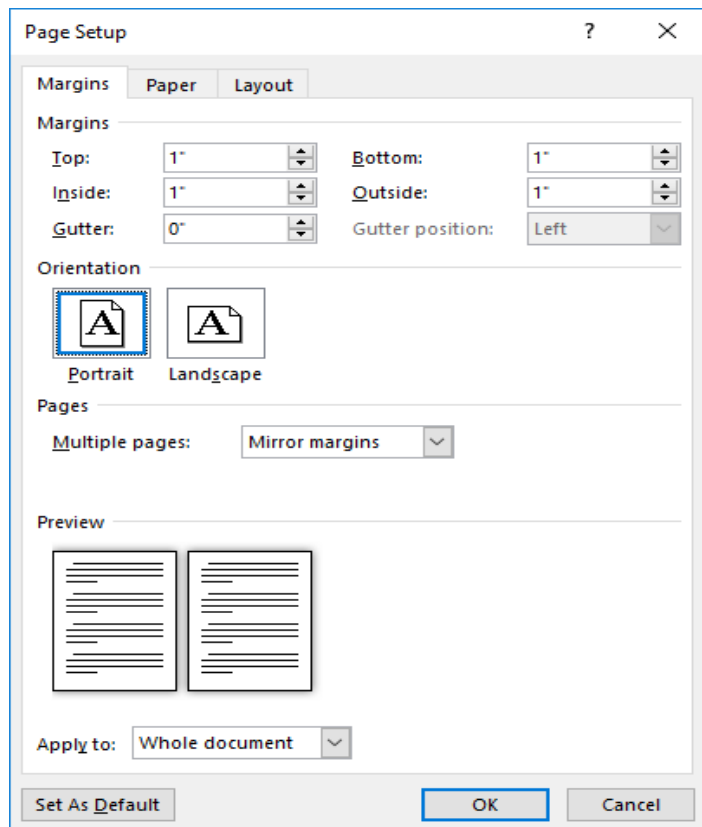 Page Setup ? ×
Margins Paper Layout
Margins
Top: 1" Bottom: 1"
Inside: 1" Outside: 1"
Gutter: 0" Gutter position: Left
Orientation
A A
Portrait Landscape
Pages
Multiple pages: Mirror margins
Preview
Apply to: Whole document
Set As Default OK Cancel